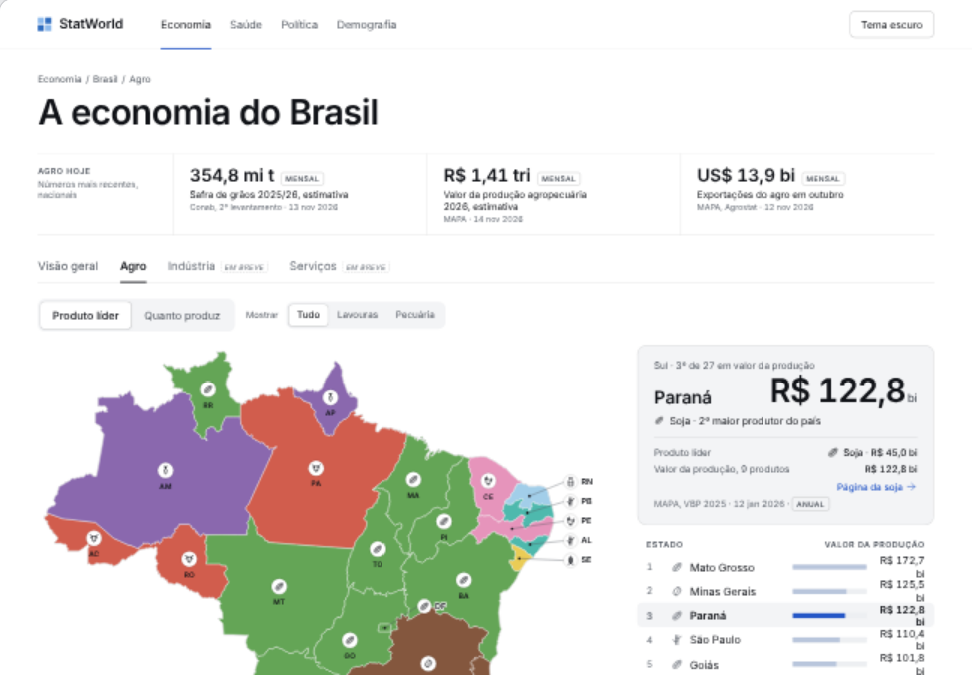 StatWorld
Economia Saúde Política Demografia
Tema escuro
Economia / Brasil / Agro
A economia do Brasil
AGRO HOJE
Números mais recentes,
nacionais
354,8 mi t MENSAL
Safra de grãos 2025/26, estimativa
Conab, 2º levantamento · 13 nov 2026
R$ 1,41 tri MENSAL
Valor da produção agropecuária
2026, estimativa
MAPA · 14 nov 2026
US$ 13,9 bi MENSAL
Exportações do agro em outubro
MAPA, Agrostat · 12 nov 2026
Visão geral Agro Indústria EM BREVE Serviços EM BREVE
Produto líder Quanto produz Mostrar Tudo Lavouras Pecuária
RR
AP
AM
PA
MA
CE
RN
PB
PE
AL
SE
PI
AC
RO
TO
MT
BA
DF
GO
Sul · 3º de 27 em valor da produção
Paraná R$ 122,8 bi
Soja · 2º maior produtor do país
Produto líder Soja · R$ 45,0 bi
Valor da produção, 9 produtos R$ 122,8 bi
Página da soja →
MAPA, VBP 2025 · 12 jan 2026 · ANUAL
ESTADO VALOR DA PRODUÇÃO
1 Mato Grosso R$ 172,7
bi
2 Minas Gerais R$ 125,5
bi
3 Paraná R$ 122,8
bi
4 São Paulo R$ 110,4
bi
5 Goiás R$ 101,8
bi